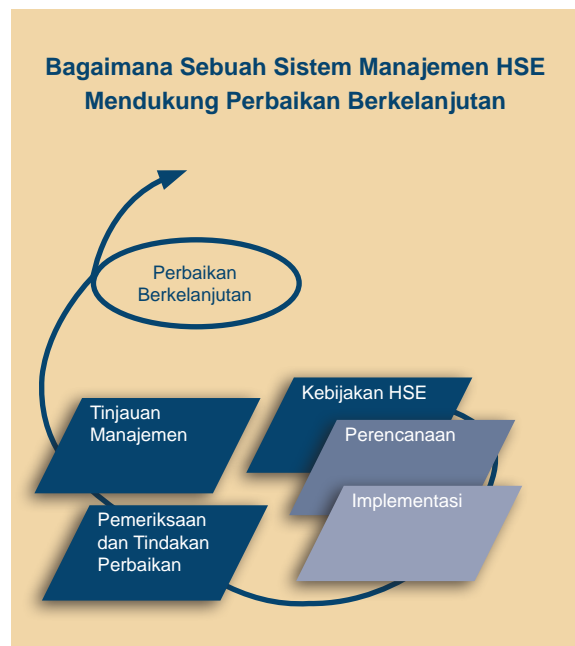 Bagaimana Sebuah Sistem Manajemen HSE
Mendukung Perbaikan Berkelanjutan
Perbaikan
Berkelanjutan
Kebijakan HSE
Perencanaan
Implementasi
Tinjauan
Manajemen
Pemeriksaan
dan Tindakan
Perbaikan